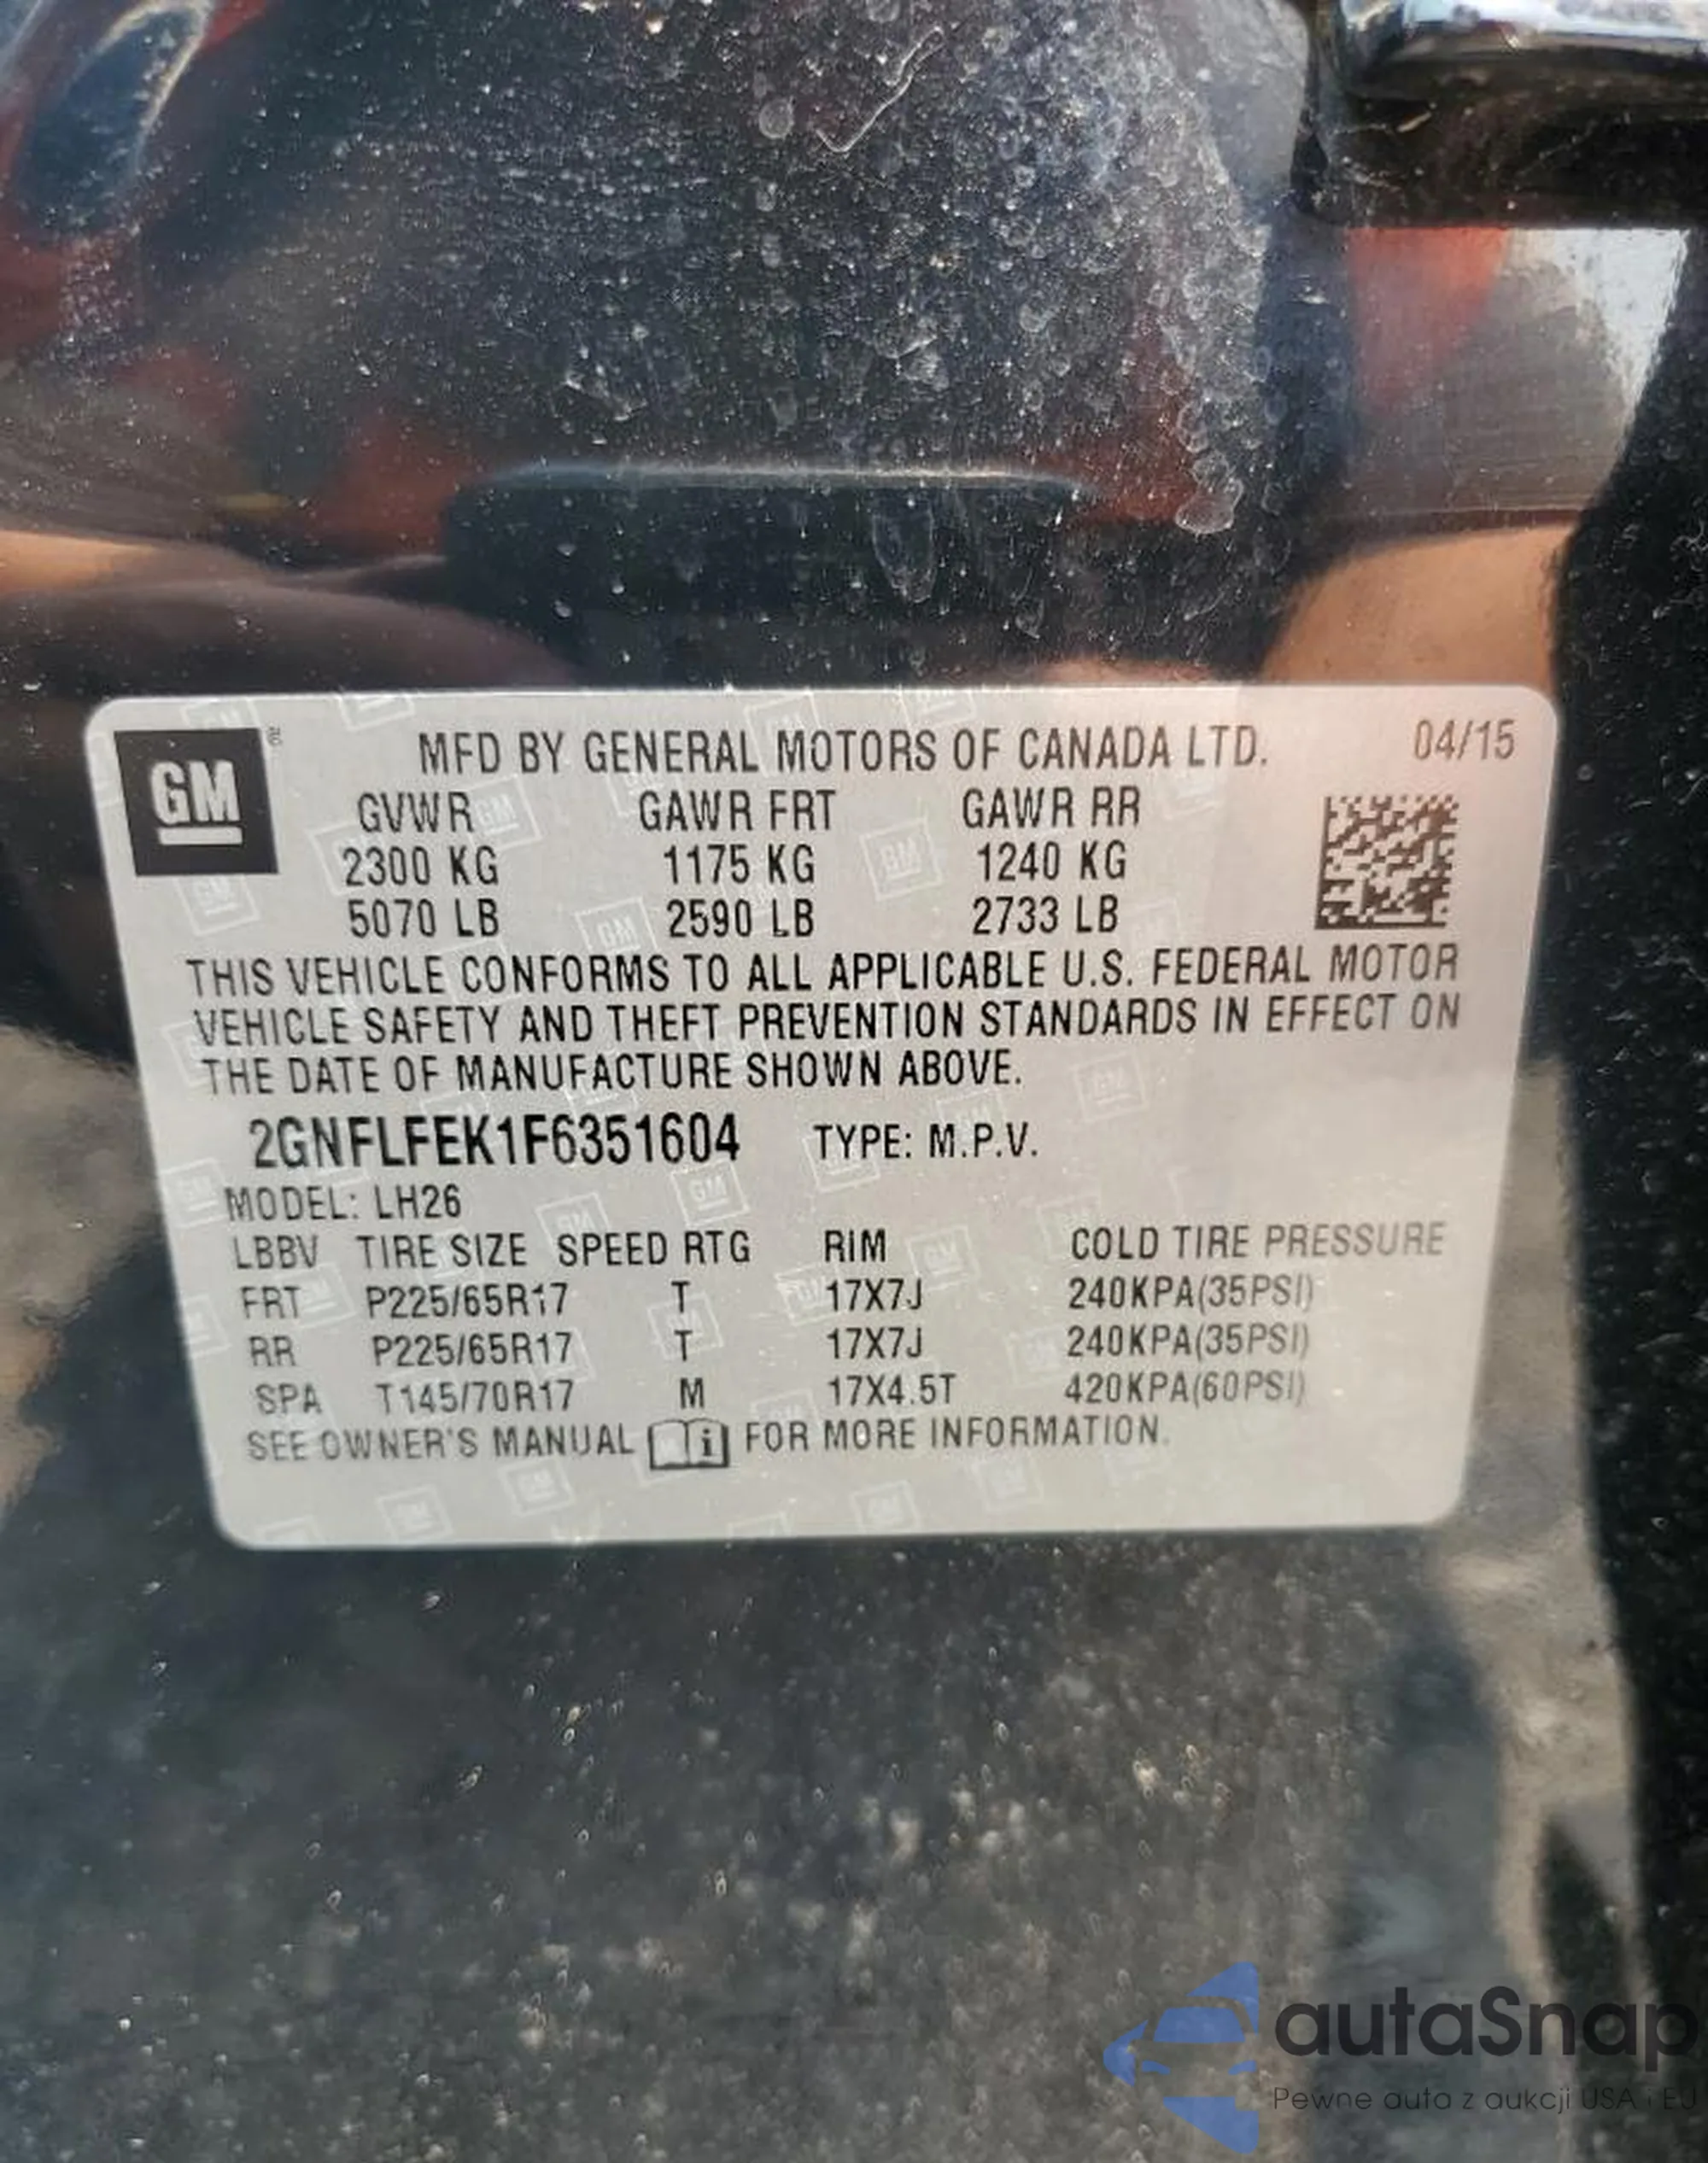 GM
MFD BY GENERAL MOTORS OF CANADA LTD. 04/15
GVWR GAWR FRT GAWR RR
2300 KG 1175 KG 1240 KG
5070 LB 2590 LB 2733 LB
THIS VEHICLE CONFORMS TO ALL APPLICABLE U.S. FEDERAL MOTOR
VEHICLE SAFETY AND THEFT PREVENTION STANDARDS IN EFFECT ON
THE DATE OF MANUFACTURE SHOWN ABOVE.
2GNFLFEK1F6351604 TYPE: M.P.V.
MODEL: LH26
LBBV TIRE SIZE SPEED RTG RIM COLD TIRE PRESSURE
FRT P225/65R17 T 17X7J 240KPA(35PSI)
RR P225/65R17 T 17X7J 240KPA(35PSI)
SPA T145/70R17 M 17X4.5T 420KPA(60PSI)
SEE OWNER'S MANUAL i FOR MORE INFORMATION.
autaSnap
Pewne auta z aukcji USA i EU